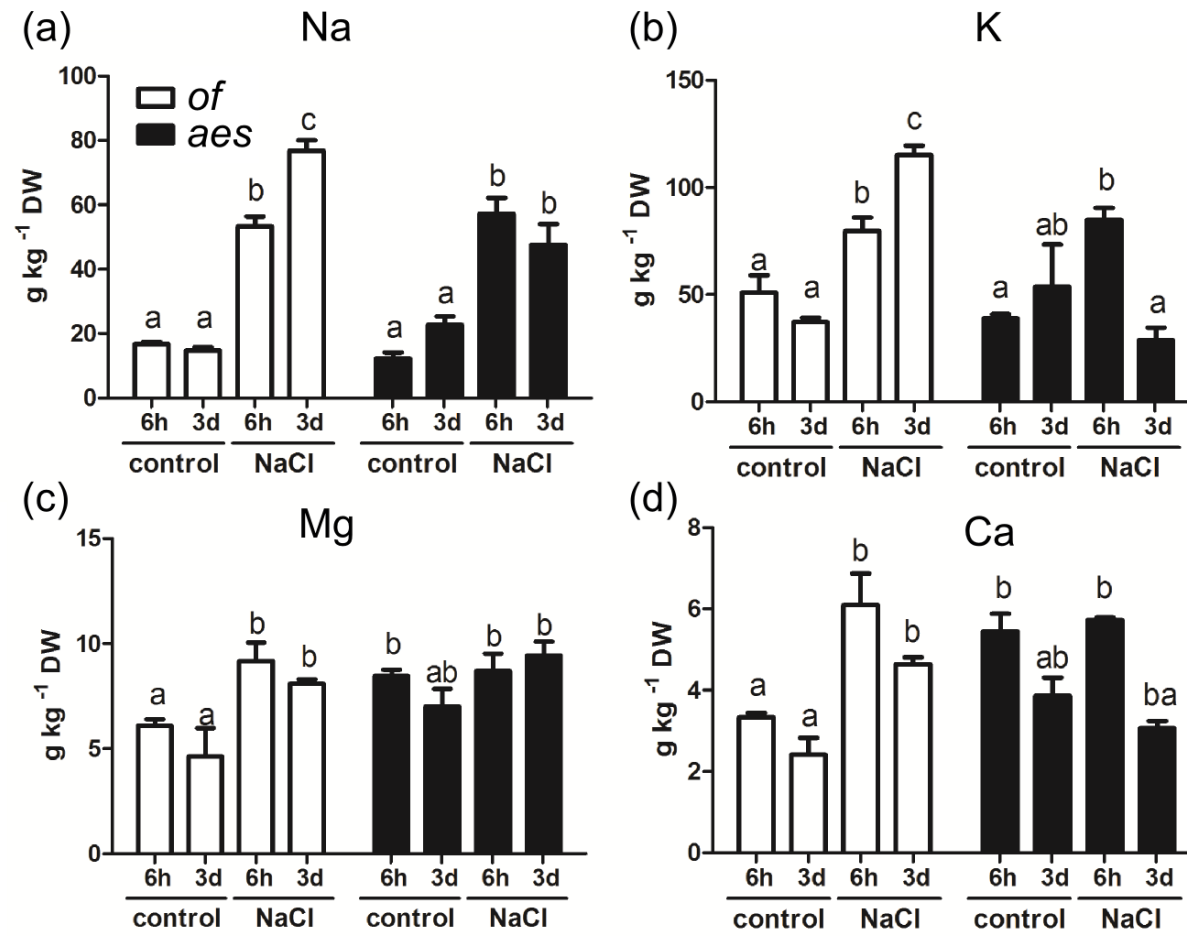 (a) Na
100
80
60
40
20
0
g kg -1 DW
of
aes
a a b c a a b b
6h 3d 6h 3d 6h 3d 6h 3d
control NaCl control NaCl
(b) K
150
100
50
0
g kg -1 DW
a a b c a ab b a
6h 3d 6h 3d 6h 3d 6h 3d
control NaCl control NaCl
(c) Mg
15
10
5
0
g kg -1 DW
a a b b b ab b b
6h 3d 6h 3d 6h 3d 6h 3d
control NaCl control NaCl
(d) Ca
8
6
4
2
0
g kg -1 DW
a a b b b ab b ba
6h 3d 6h 3d 6h 3d 6h 3d
control NaCl control NaCl